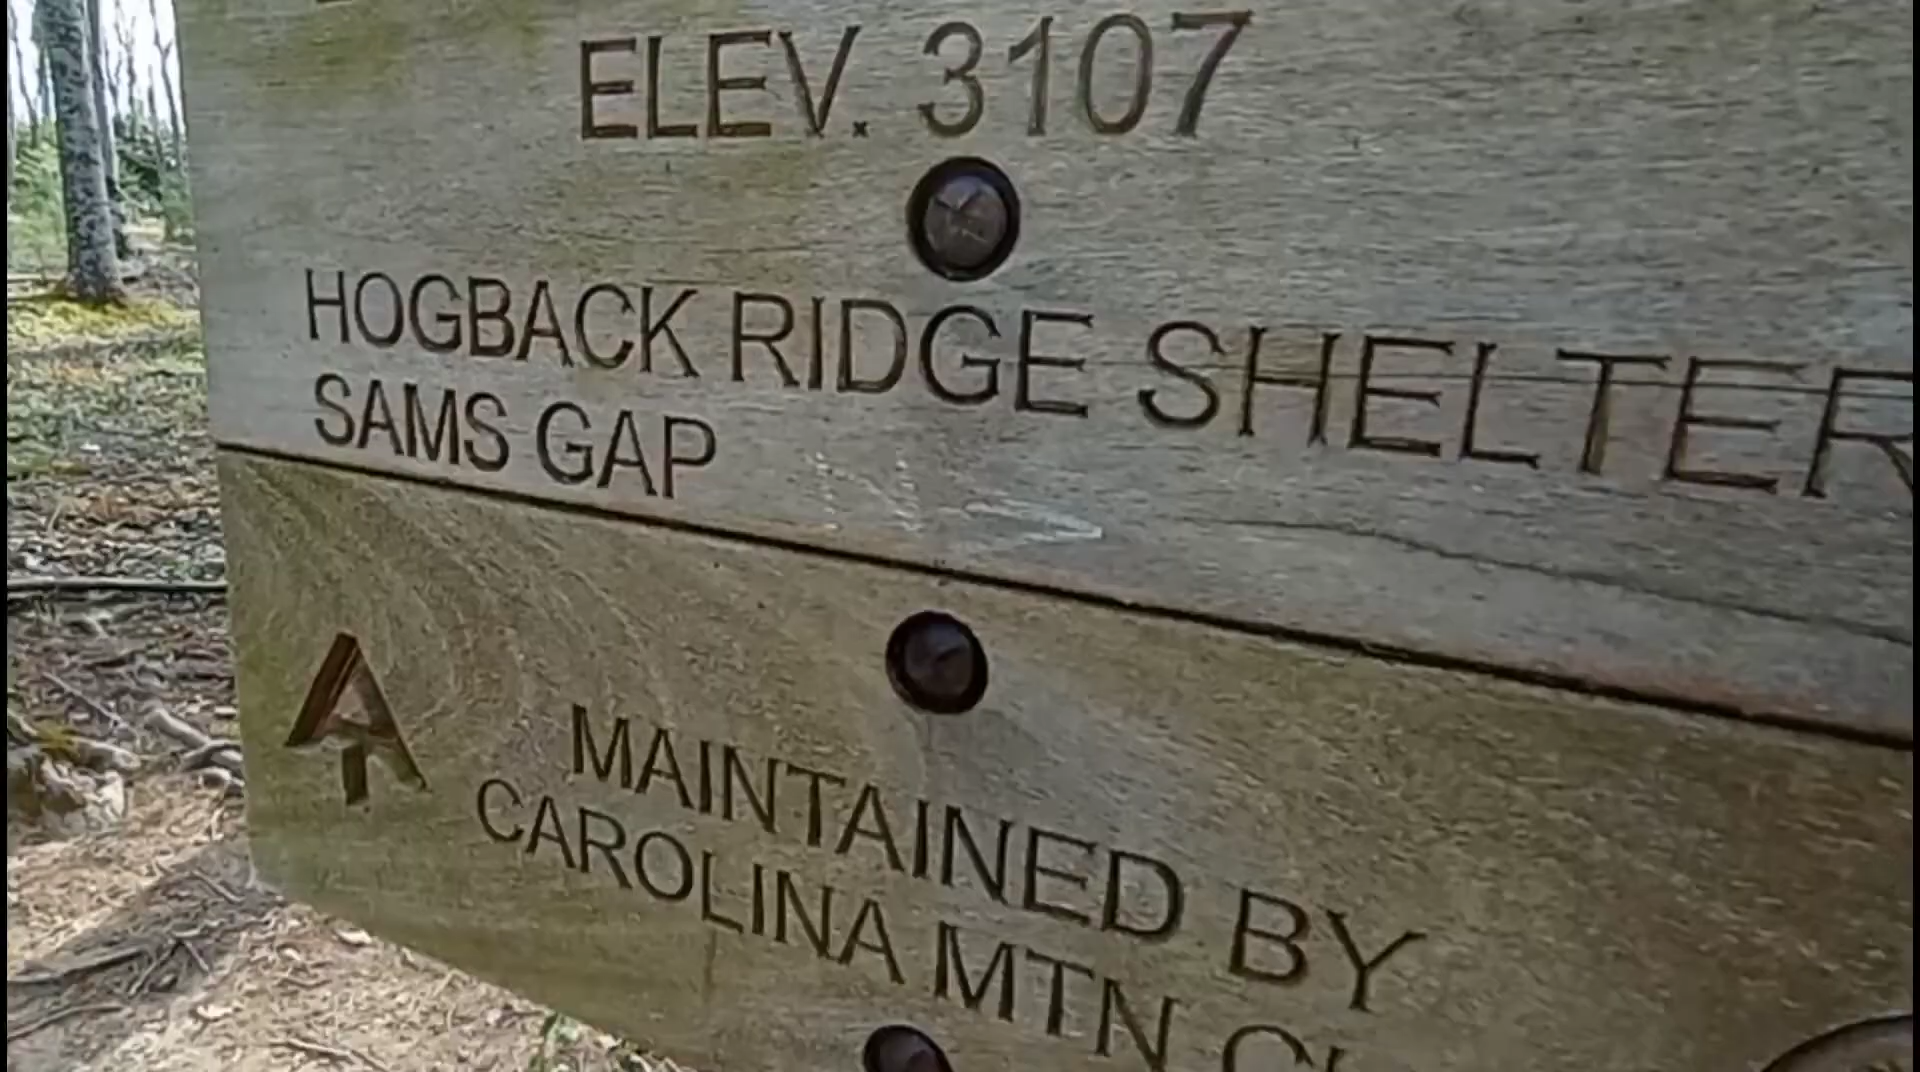 ELEV. 3107
HOGBACK RIDGE SHELTER
SAMS GAP
MAINTAINED BY
CAROLINA MTN